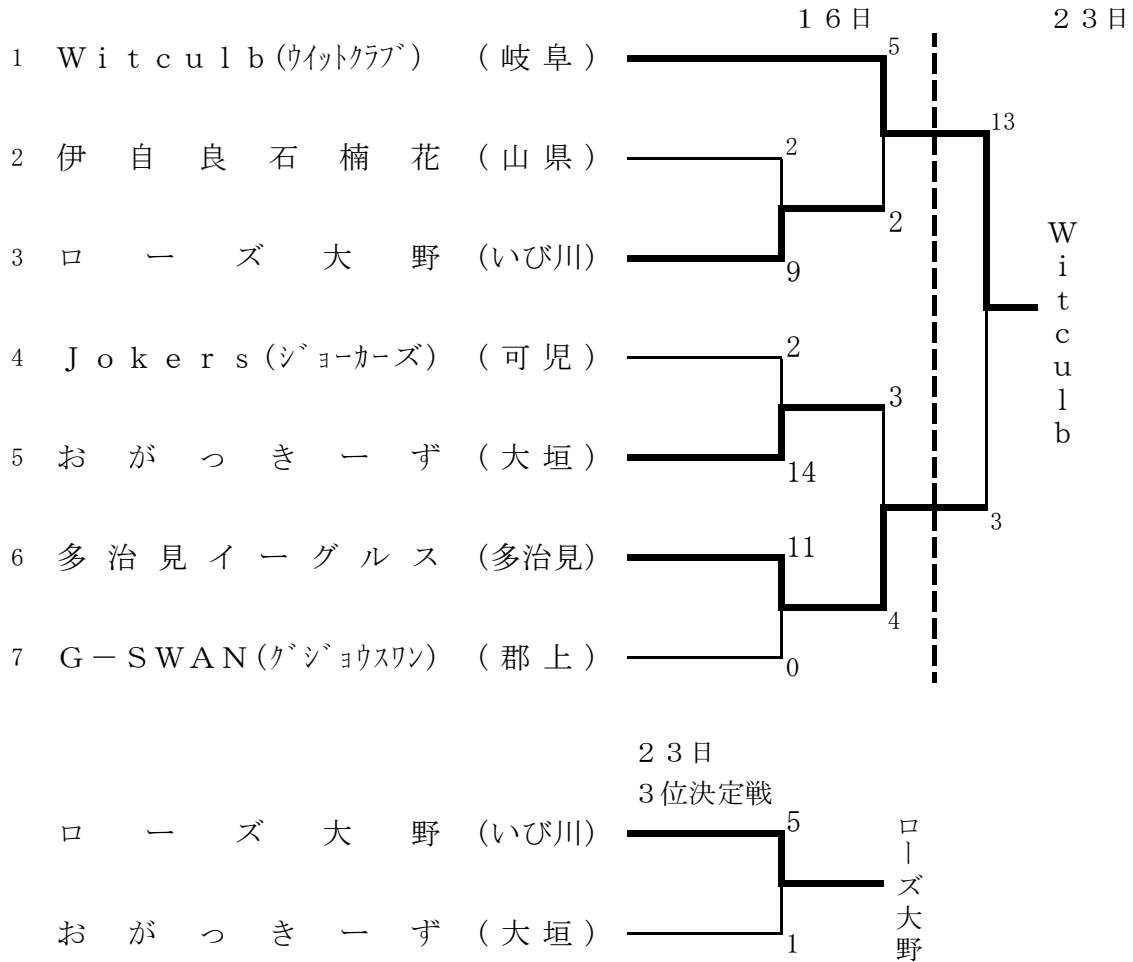 １６日　２３日
1 Ｗｉｔｃｕｌｂ(ｳｲｯﾄｸﾗﾌﾞ) (岐阜) 5
13
2 伊自良石楠花 (山県) 2
2
3 ローズ大野 (いび川) 9
Ｗｉｔｃｕｌｂ
4 Ｊｏｋｅｒｓ(ｼﾞｮｰｶｰｽﾞ) (可児) 2
3
5 おがっきーず (大垣) 14
3
6 多治見イーグルス (多治見) 11
4
7 Ｇ－ＳＷＡＮ(ｸﾞｼﾞｮｳｽﾜﾝ) (郡上) 0
２３日
３位決定戦
ローズ大野 (いび川) 5
ローズ大野
おがっきーず (大垣) 1